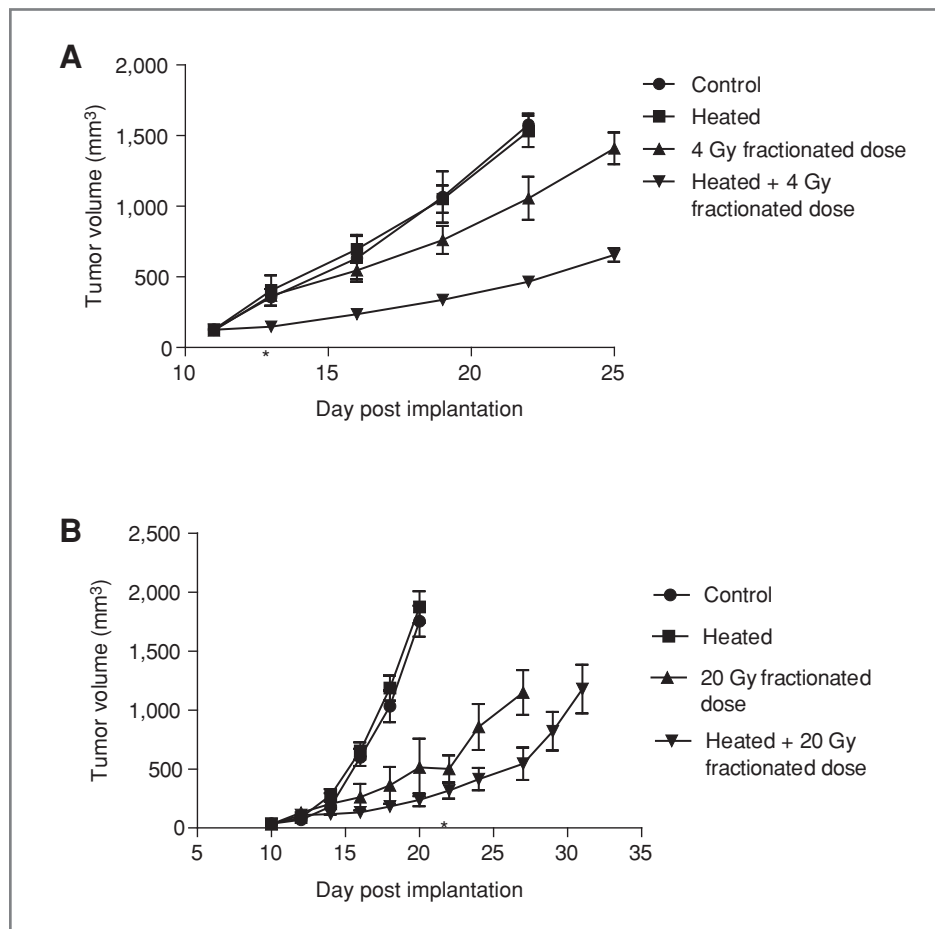 A
2,000
1,500
1,000
500
0
Tumor volume (mm³)
10
15
20
25
*
Day post implantation
Control
Heated
4 Gy fractionated dose
Heated + 4 Gy
fractionated dose
B
2,500
2,000
1,500
1,000
500
0
Tumor volume (mm³)
5
10
15
20
25
30
35
*
Day post implantation
Control
Heated
20 Gy fractionated
dose
Heated + 20 Gy
fractionated dose